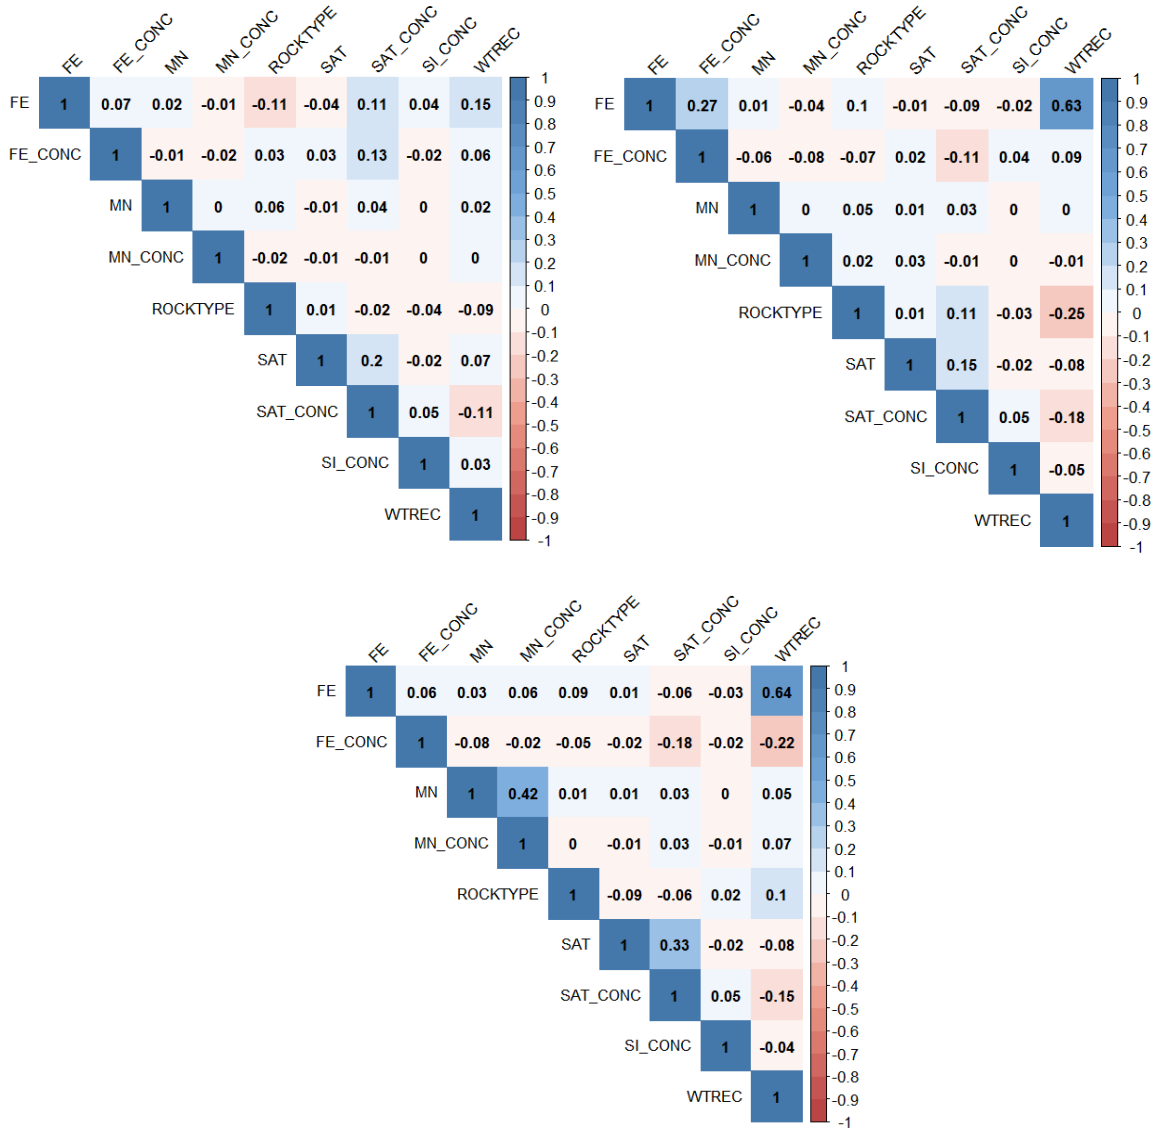 FE FE_CONC MN MN_CONC ROCKTYPE SAT SAT_CONC SI_CONC WTREC
FE 1 0.07 0.02 -0.01 -0.11 -0.04 0.11 0.04 0.15
FE_CONC 1 -0.01 -0.02 0.03 0.03 0.13 -0.02 0.06
MN 1 0 0.06 -0.01 0.04 0 0.02
MN_CONC 1 -0.02 -0.01 -0.01 0 0
ROCKTYPE 1 0.01 -0.02 -0.04 -0.09
SAT 1 0.2 -0.02 0.07
SAT_CONC 1 0.05 -0.11
SI_CONC 1 0.03
WTREC 1
1
0.9
0.8
0.7
0.6
0.5
0.4
0.3
0.2
0.1
0
-0.1
-0.2
-0.3
-0.4
-0.5
-0.6
-0.7
-0.8
-0.9
-1
FE FE_CONC MN MN_CONC ROCKTYPE SAT SAT_CONC SI_CONC WTREC
FE 1 0.27 0.01 -0.04 0.1 -0.01 -0.09 -0.02 0.63
FE_CONC 1 -0.06 -0.08 -0.07 0.02 -0.11 0.04 0.09
MN 1 0 0.05 0.01 0.03 0 0
MN_CONC 1 0.02 0.03 -0.01 0 -0.01
ROCKTYPE 1 0.01 0.11 -0.03 -0.25
SAT 1 0.15 -0.02 -0.08
SAT_CONC 1 0.05 -0.18
SI_CONC 1 -0.05
WTREC 1
1
0.9
0.8
0.7
0.6
0.5
0.4
0.3
0.2
0.1
0
-0.1
-0.2
-0.3
-0.4
-0.5
-0.6
-0.7
-0.8
-0.9
-1
FE FE_CONC MN MN_CONC ROCKTYPE SAT SAT_CONC SI_CONC WTREC
FE 1 0.06 0.03 0.06 0.09 0.01 -0.06 -0.03 0.64
FE_CONC 1 -0.08 -0.02 -0.05 -0.02 -0.18 -0.02 -0.22
MN 1 0.42 0.01 0.01 0.03 0 0.05
MN_CONC 1 0 -0.01 0.03 -0.01 0.07
ROCKTYPE 1 -0.09 -0.06 0.02 0.1
SAT 1 0.33 -0.02 -0.08
SAT_CONC 1 0.05 -0.15
SI_CONC 1 -0.04
WTREC 1
1
0.9
0.8
0.7
0.6
0.5
0.4
0.3
0.2
0.1
0
-0.1
-0.2
-0.3
-0.4
-0.5
-0.6
-0.7
-0.8
-0.9
-1